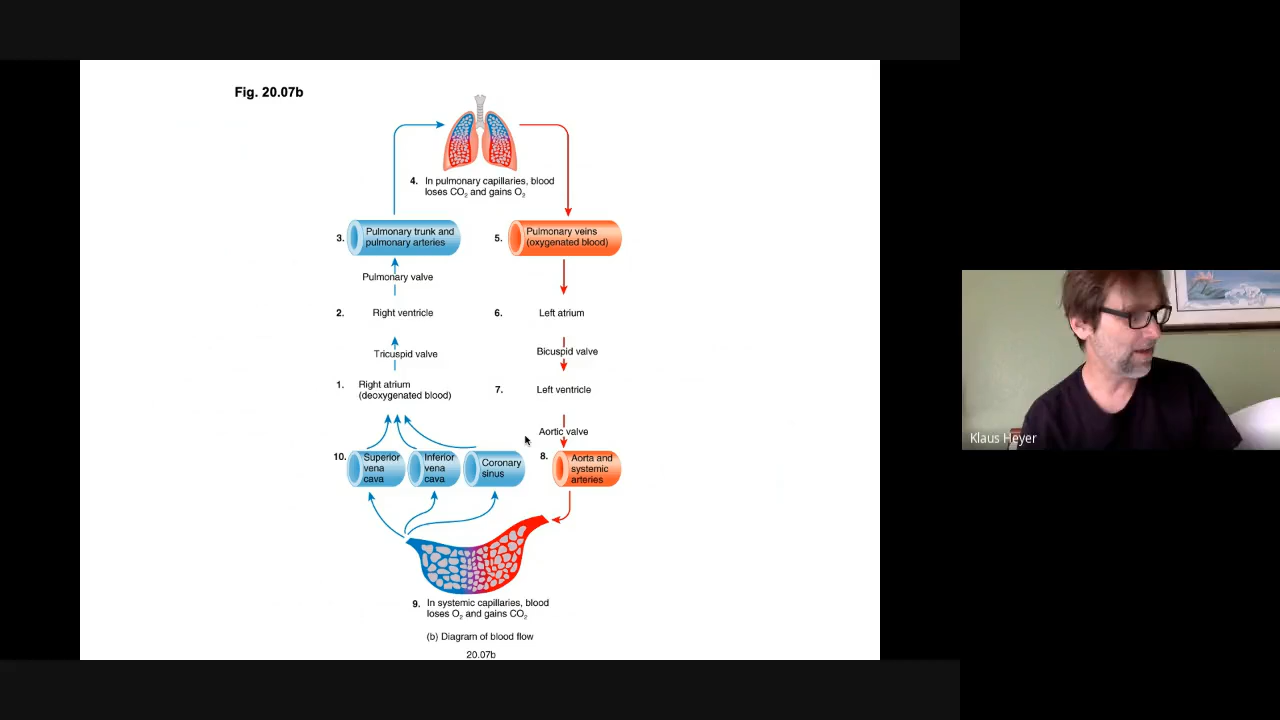 Fig. 20.07b
4. In pulmonary capillaries, blood
loses CO₂ and gains O₂
3. Pulmonary trunk and
pulmonary arteries
5. Pulmonary veins
(oxygenated blood)
Pulmonary valve
2. Right ventricle
6. Left atrium
Tricuspid valve
Bicuspid valve
1. Right atrium
(deoxygenated blood)
7. Left ventricle
Aortic valve
10. Superior
vena
cava
Inferior
vena
cava
Coronary
sinus
8. Aorta and
systemic
arteries
9. In systemic capillaries, blood
loses O₂ and gains CO₂
(b) Diagram of blood flow
20.07b
Klaus Heyer